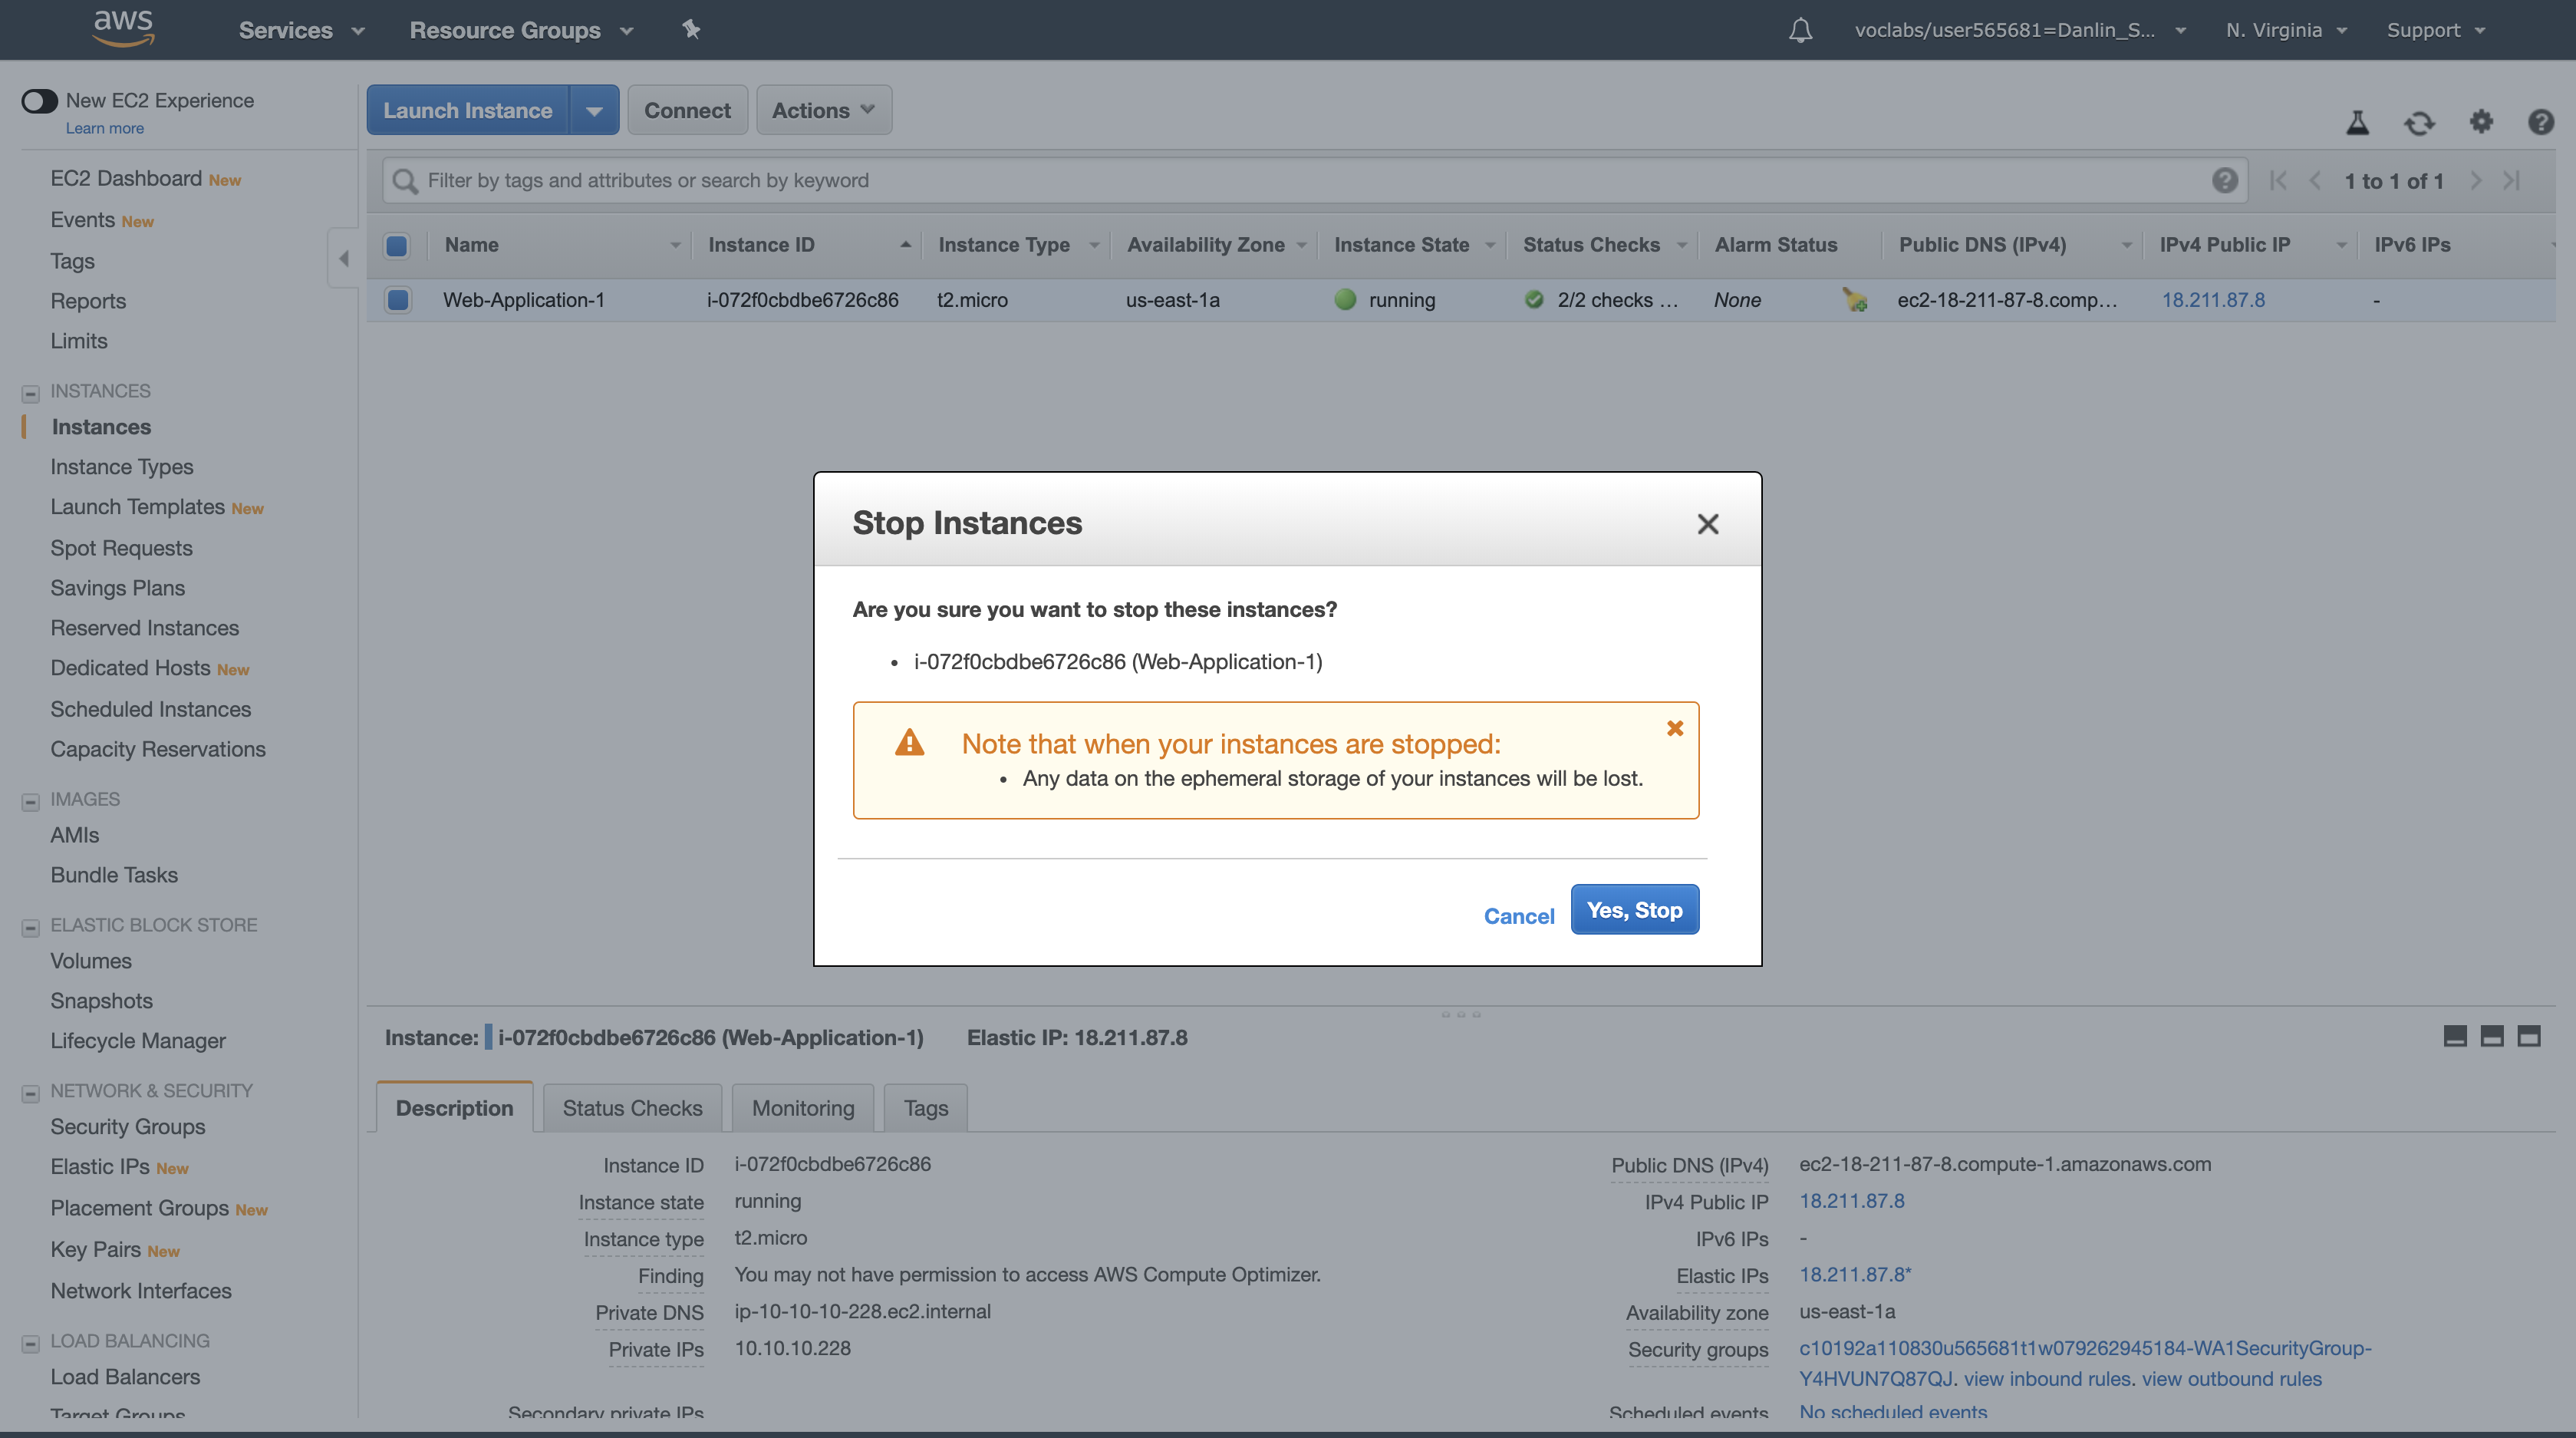 aws
Services
Resource Groups
voclabs/user565681=Danlin_S...
N. Virginia
Support
New EC2 Experience
Learn more
EC2 Dashboard New
Events New
Tags
Reports
Limits
INSTANCES
Instances
Instance Types
Launch Templates New
Spot Requests
Savings Plans
Reserved Instances
Dedicated Hosts New
Scheduled Instances
Capacity Reservations
IMAGES
AMIs
Bundle Tasks
ELASTIC BLOCK STORE
Volumes
Snapshots
Lifecycle Manager
NETWORK & SECURITY
Security Groups
Elastic IPs New
Placement Groups New
Key Pairs New
Network Interfaces
LOAD BALANCING
Load Balancers
Target Groups
Launch Instance
Connect
Actions
Filter by tags and attributes or search by keyword
1 to 1 of 1
Name Instance ID Instance Type Availability Zone Instance State Status Checks Alarm Status Public DNS (IPv4) IPv4 Public IP IPv6 IPs
Web-Application-1 i-072f0cbdbe6726c86 t2.micro us-east-1a running 2/2 checks ... None ec2-18-211-87-8.comp... 18.211.87.8 -
Stop Instances
Are you sure you want to stop these instances?
• i-072f0cbdbe6726c86 (Web-Application-1)
Note that when your instances are stopped:
• Any data on the ephemeral storage of your instances will be lost.
Cancel
Yes, Stop
Instance: i-072f0cbdbe6726c86 (Web-Application-1) Elastic IP: 18.211.87.8
Description
Status Checks
Monitoring
Tags
Instance ID i-072f0cbdbe6726c86
Instance state running
Instance type t2.micro
Finding You may not have permission to access AWS Compute Optimizer.
Private DNS ip-10-10-10-228.ec2.internal
Private IPs 10.10.10.228
Secondary private IPs
Public DNS (IPv4) ec2-18-211-87-8.compute-1.amazonaws.com
IPv4 Public IP 18.211.87.8
IPv6 IPs -
Elastic IPs 18.211.87.8*
Availability zone us-east-1a
Security groups c10192a110830u565681t1w079262945184-WA1SecurityGroup-
Y4HVUN7Q87QJ. view inbound rules. view outbound rules
Scheduled events No scheduled events